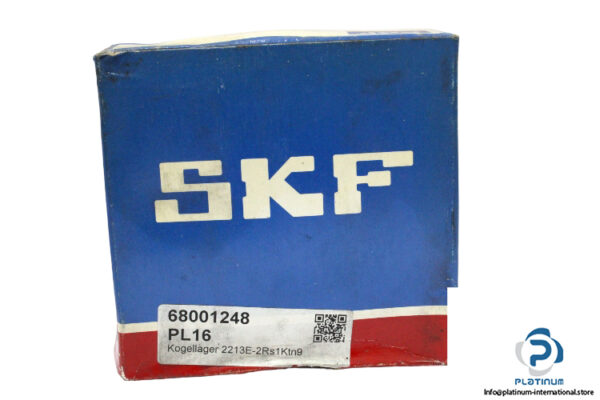 SKF
68001248
PL16
Kogellager 2213E-2Rs1Ktn9
PLATINUM
Info@platinum-international.store